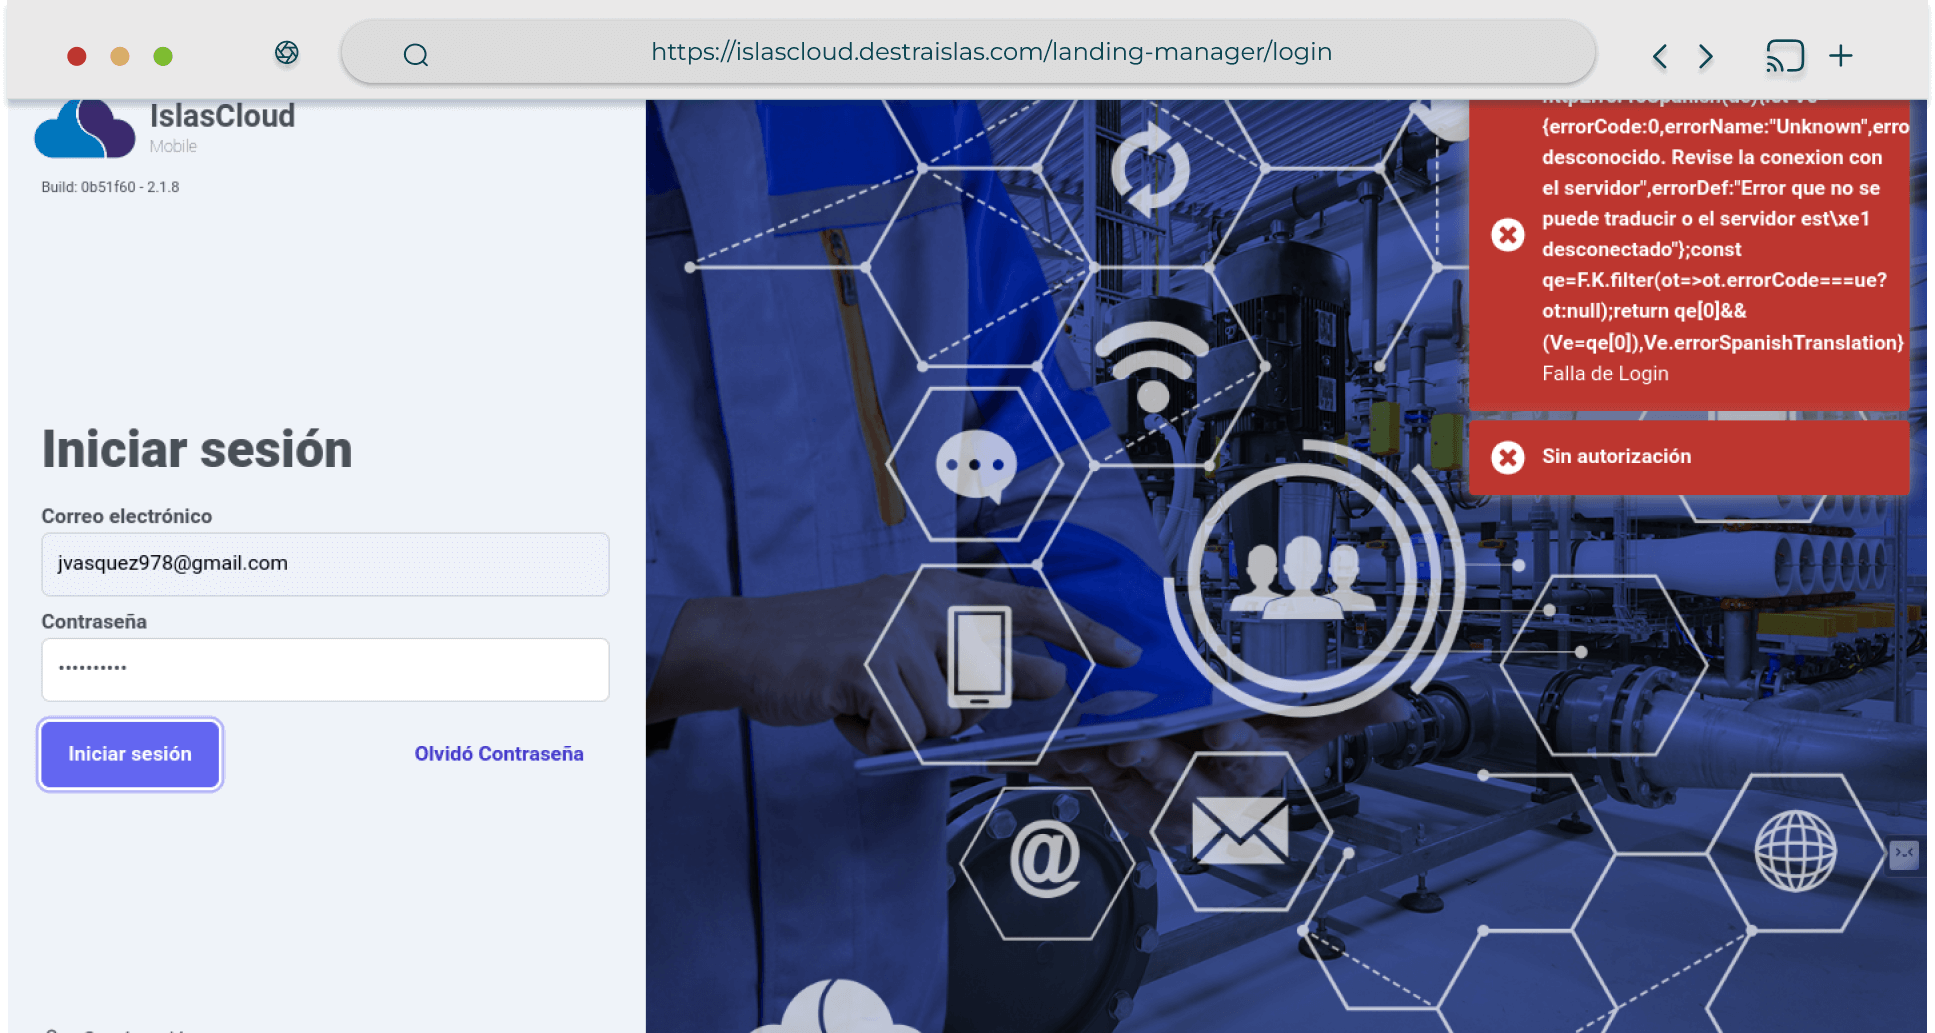 https://islascloud.destraislas.com/landing-manager/login
IslasCloud
Mobile
Build: 0b51f60 - 2.1.8
Iniciar sesión
Correo electrónico
jvasquez978@gmail.com
Contraseña
••••••••••
Iniciar sesión
Olvidó Contraseña
{errorCode:0,errorName:"Unknown",erro
desconocido. Revise la conexion con
el servidor",errorDef:"Error que no se
puede traducir o el servidor est\xe1
desconectado"};const
qe=F.K.filter(ot=>ot.errorCode===ue?
ot:null);return qe[0]&&
(Ve=qe[0]),Ve.errorSpanishTranslation}
Falla de Login
Sin autorización
@